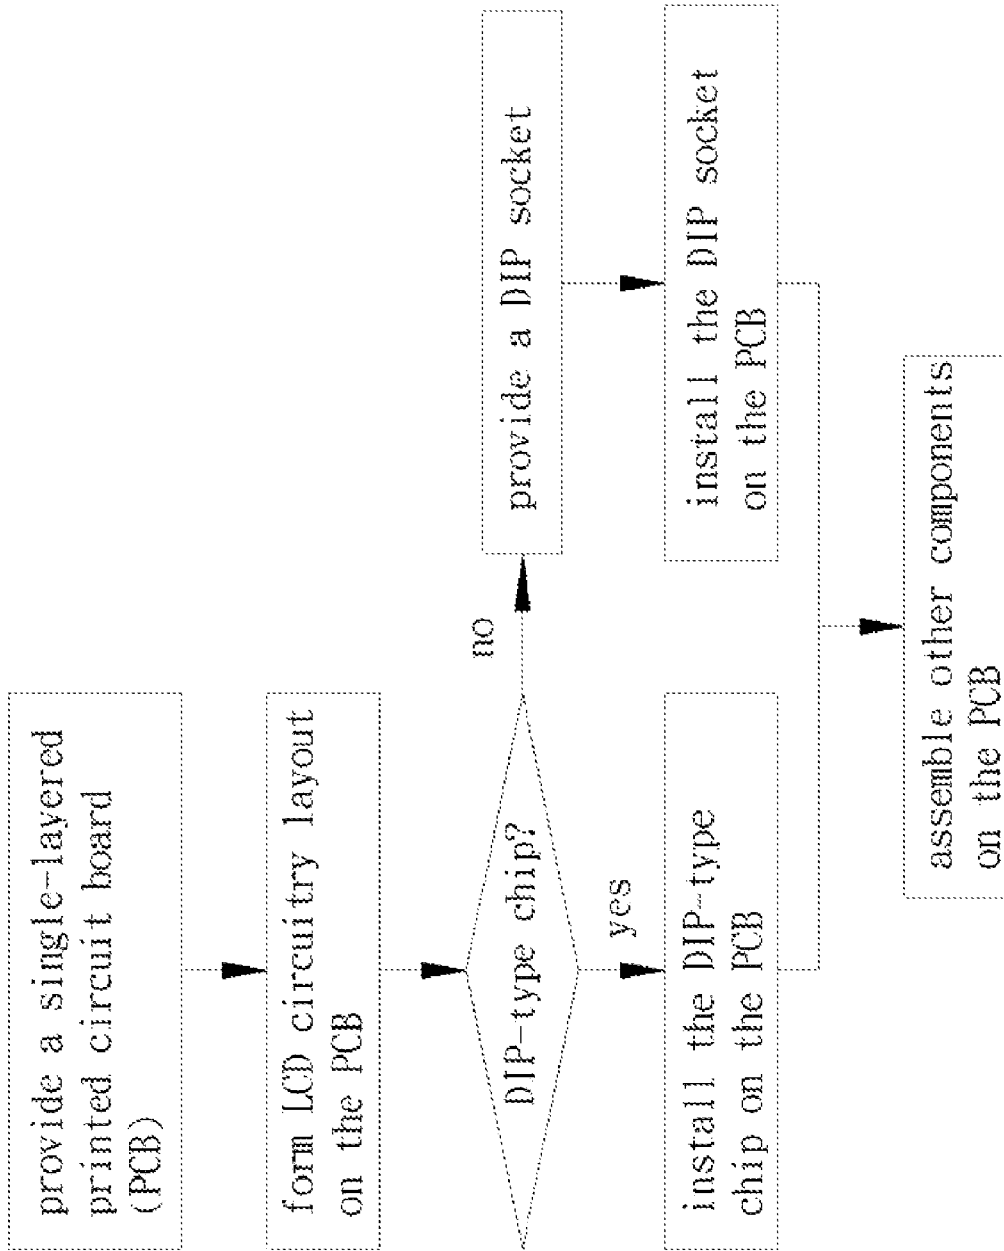 provide a single-layered
printed circuit board
(PCB)
form LCD circuitry layout
on the PCB
DIP-type chip?
no
yes
provide a DIP socket
install the DIP socket
on the PCB
install the DIP-type
chip on the PCB
assemble other components
on the PCB